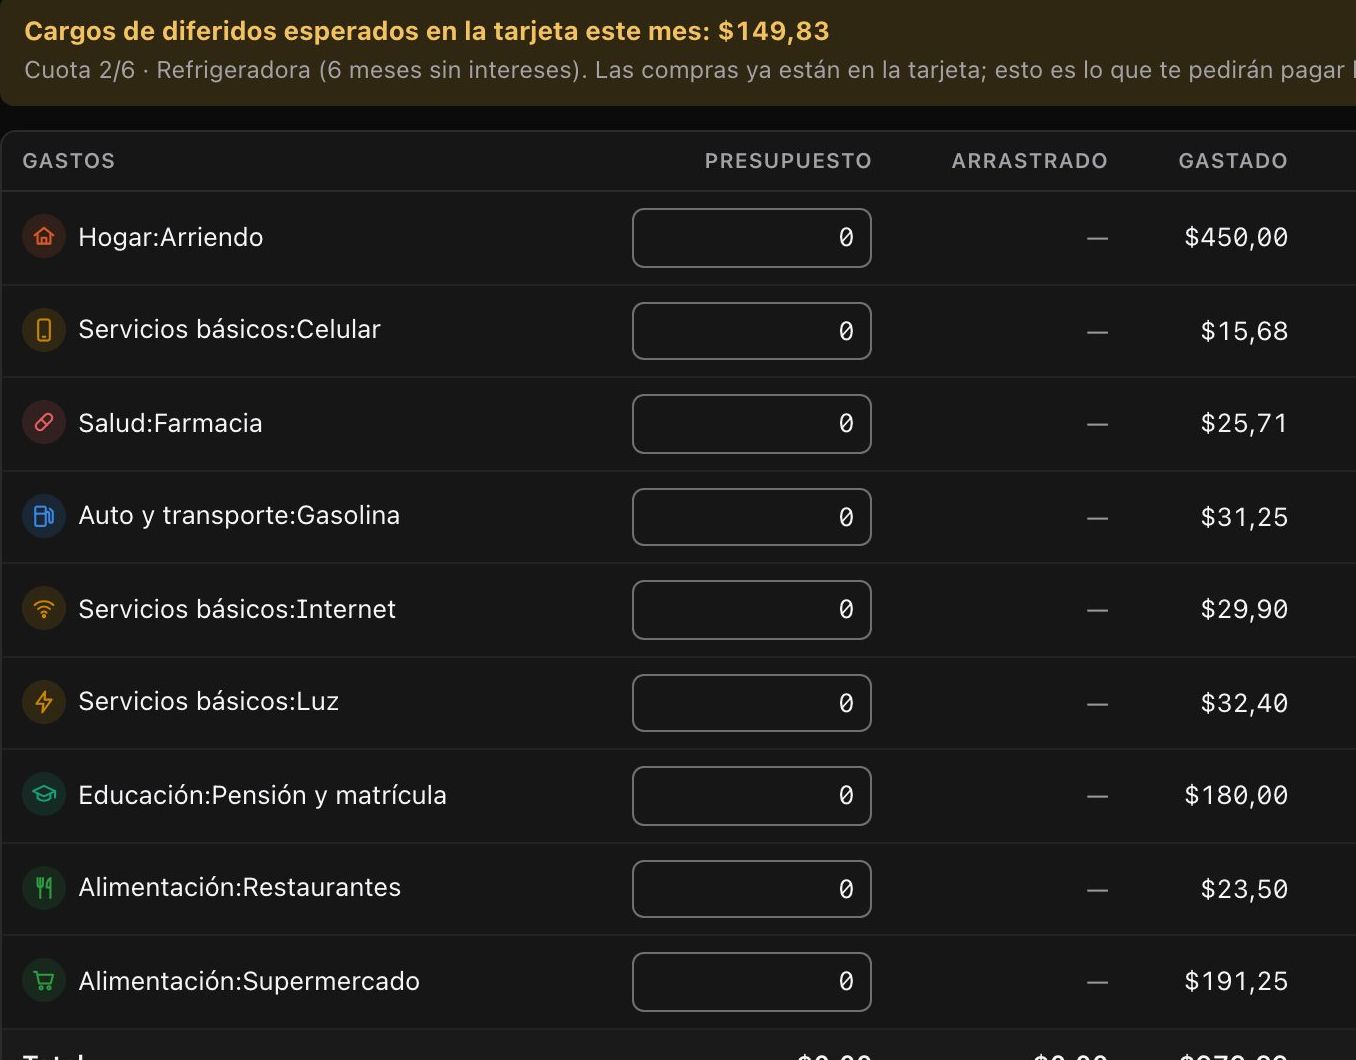 Cargos de diferidos esperados en la tarjeta este mes: $149,83
Cuota 2/6 · Refrigeradora (6 meses sin intereses). Las compras ya están en la tarjeta; esto es lo que te pedirán pagar
GASTOS PRESUPUESTO ARRASTRADO GASTADO
Hogar:Arriendo 0 — $450,00
Servicios básicos:Celular 0 — $15,68
Salud:Farmacia 0 — $25,71
Auto y transporte:Gasolina 0 — $31,25
Servicios básicos:Internet 0 — $29,90
Servicios básicos:Luz 0 — $32,40
Educación:Pensión y matrícula 0 — $180,00
Alimentación:Restaurantes 0 — $23,50
Alimentación:Supermercado 0 — $191,25